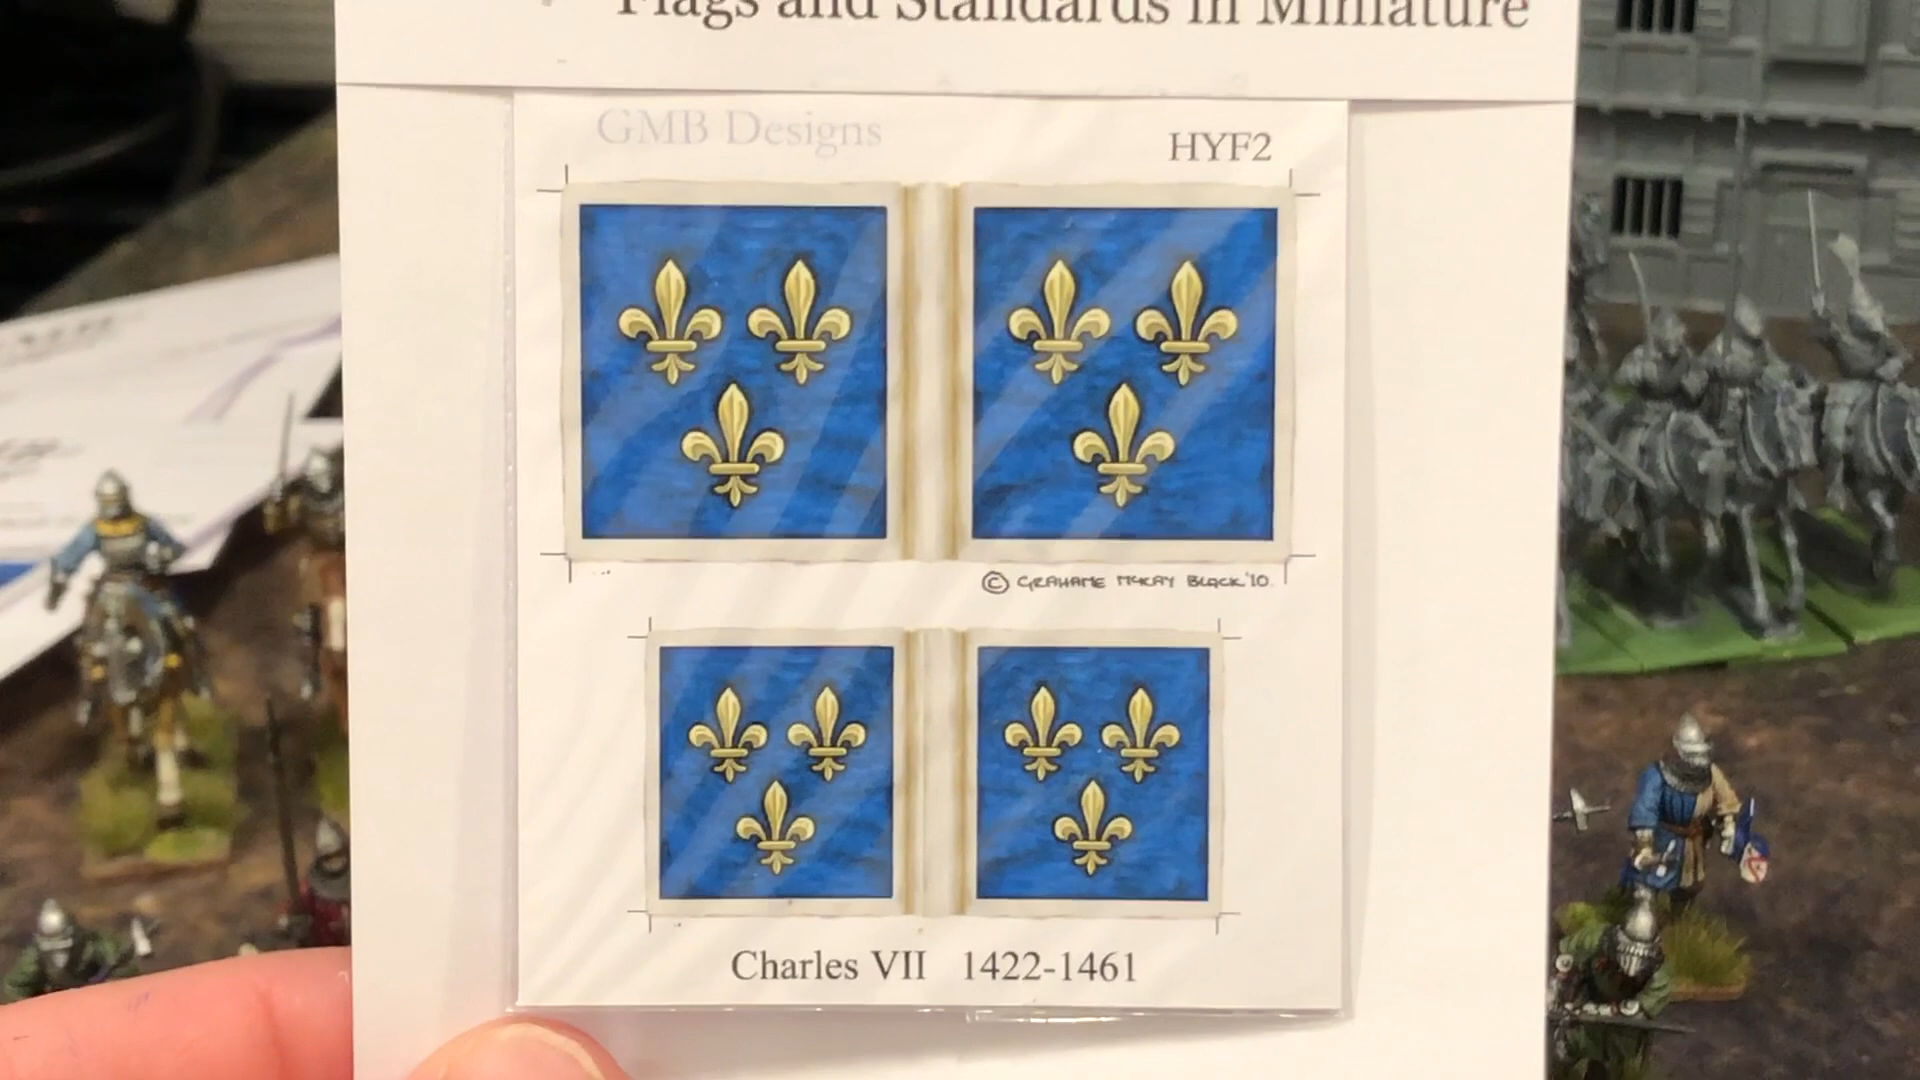 Flags and Standards in Miniature
GMB Designs
HYF2
© GRAHAME MCKAY BLACK '10
Charles VII 1422-1461